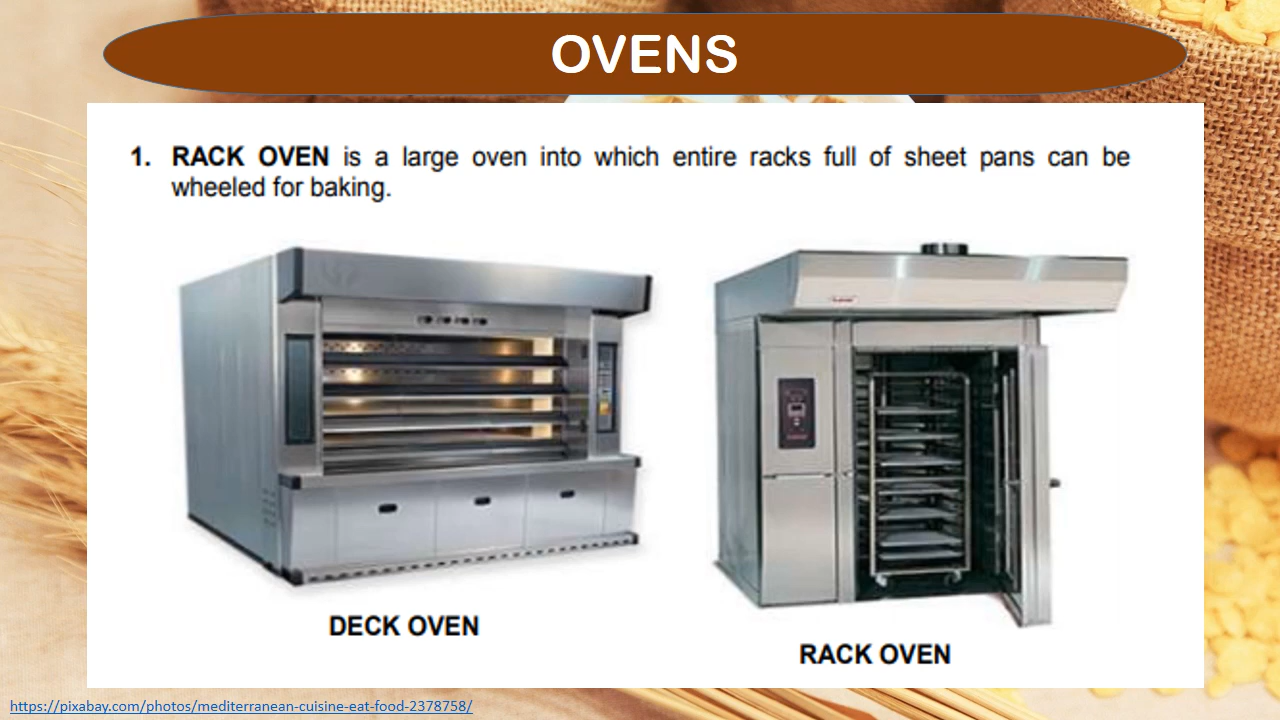 OVENS
1. RACK OVEN is a large oven into which entire racks full of sheet pans can be
wheeled for baking.
DECK OVEN
RACK OVEN
https://pixabay.com/photos/mediterranean-cuisine-eat-food-2378758/